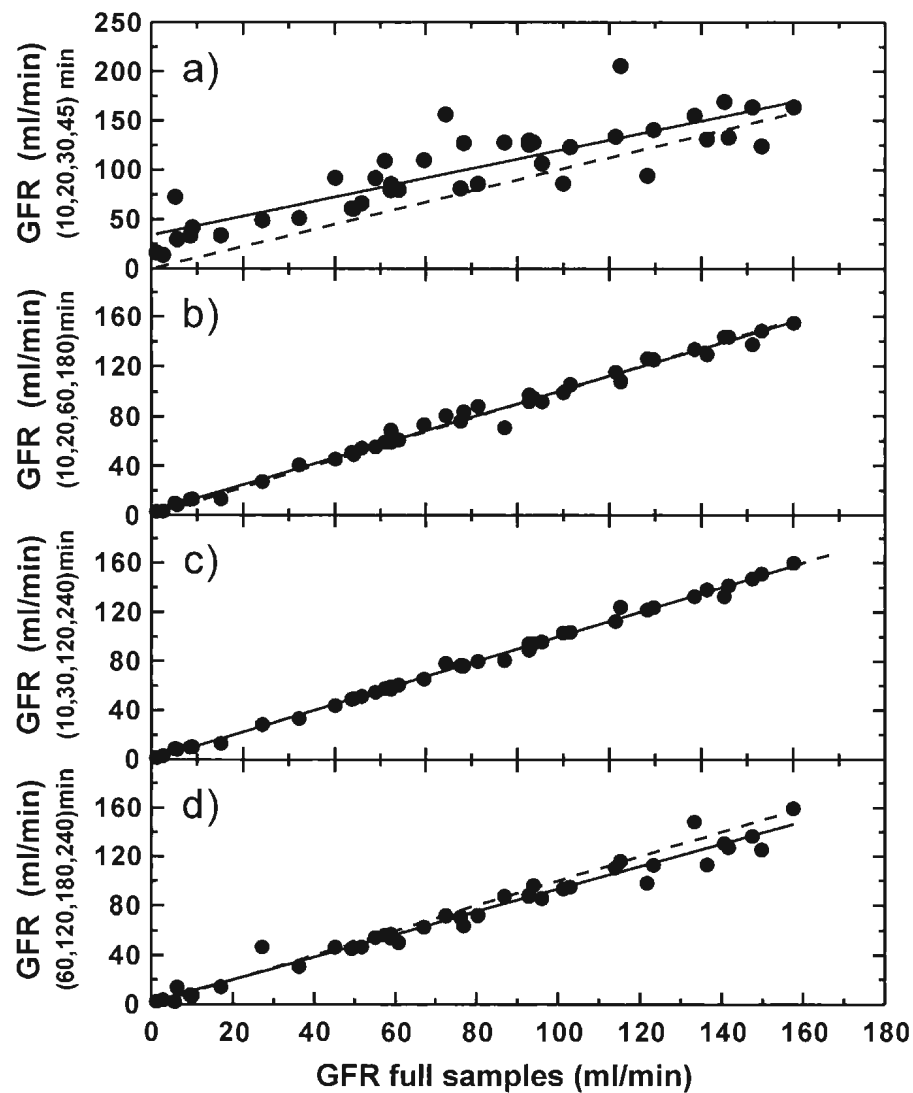 GFR (ml/min)
(10,20,30,45) min
250
200
150
100
50
0
a)
GFR (ml/min)
(10,20,60,180)min
160
120
80
40
0
b)
GFR (ml/min)
(10,30,120,240)min
160
120
80
40
0
c)
GFR (ml/min)
(60,120,180,240)min
160
120
80
40
0
d)
0 20 40 60 80 100 120 140 160 180
GFR full samples (ml/min)